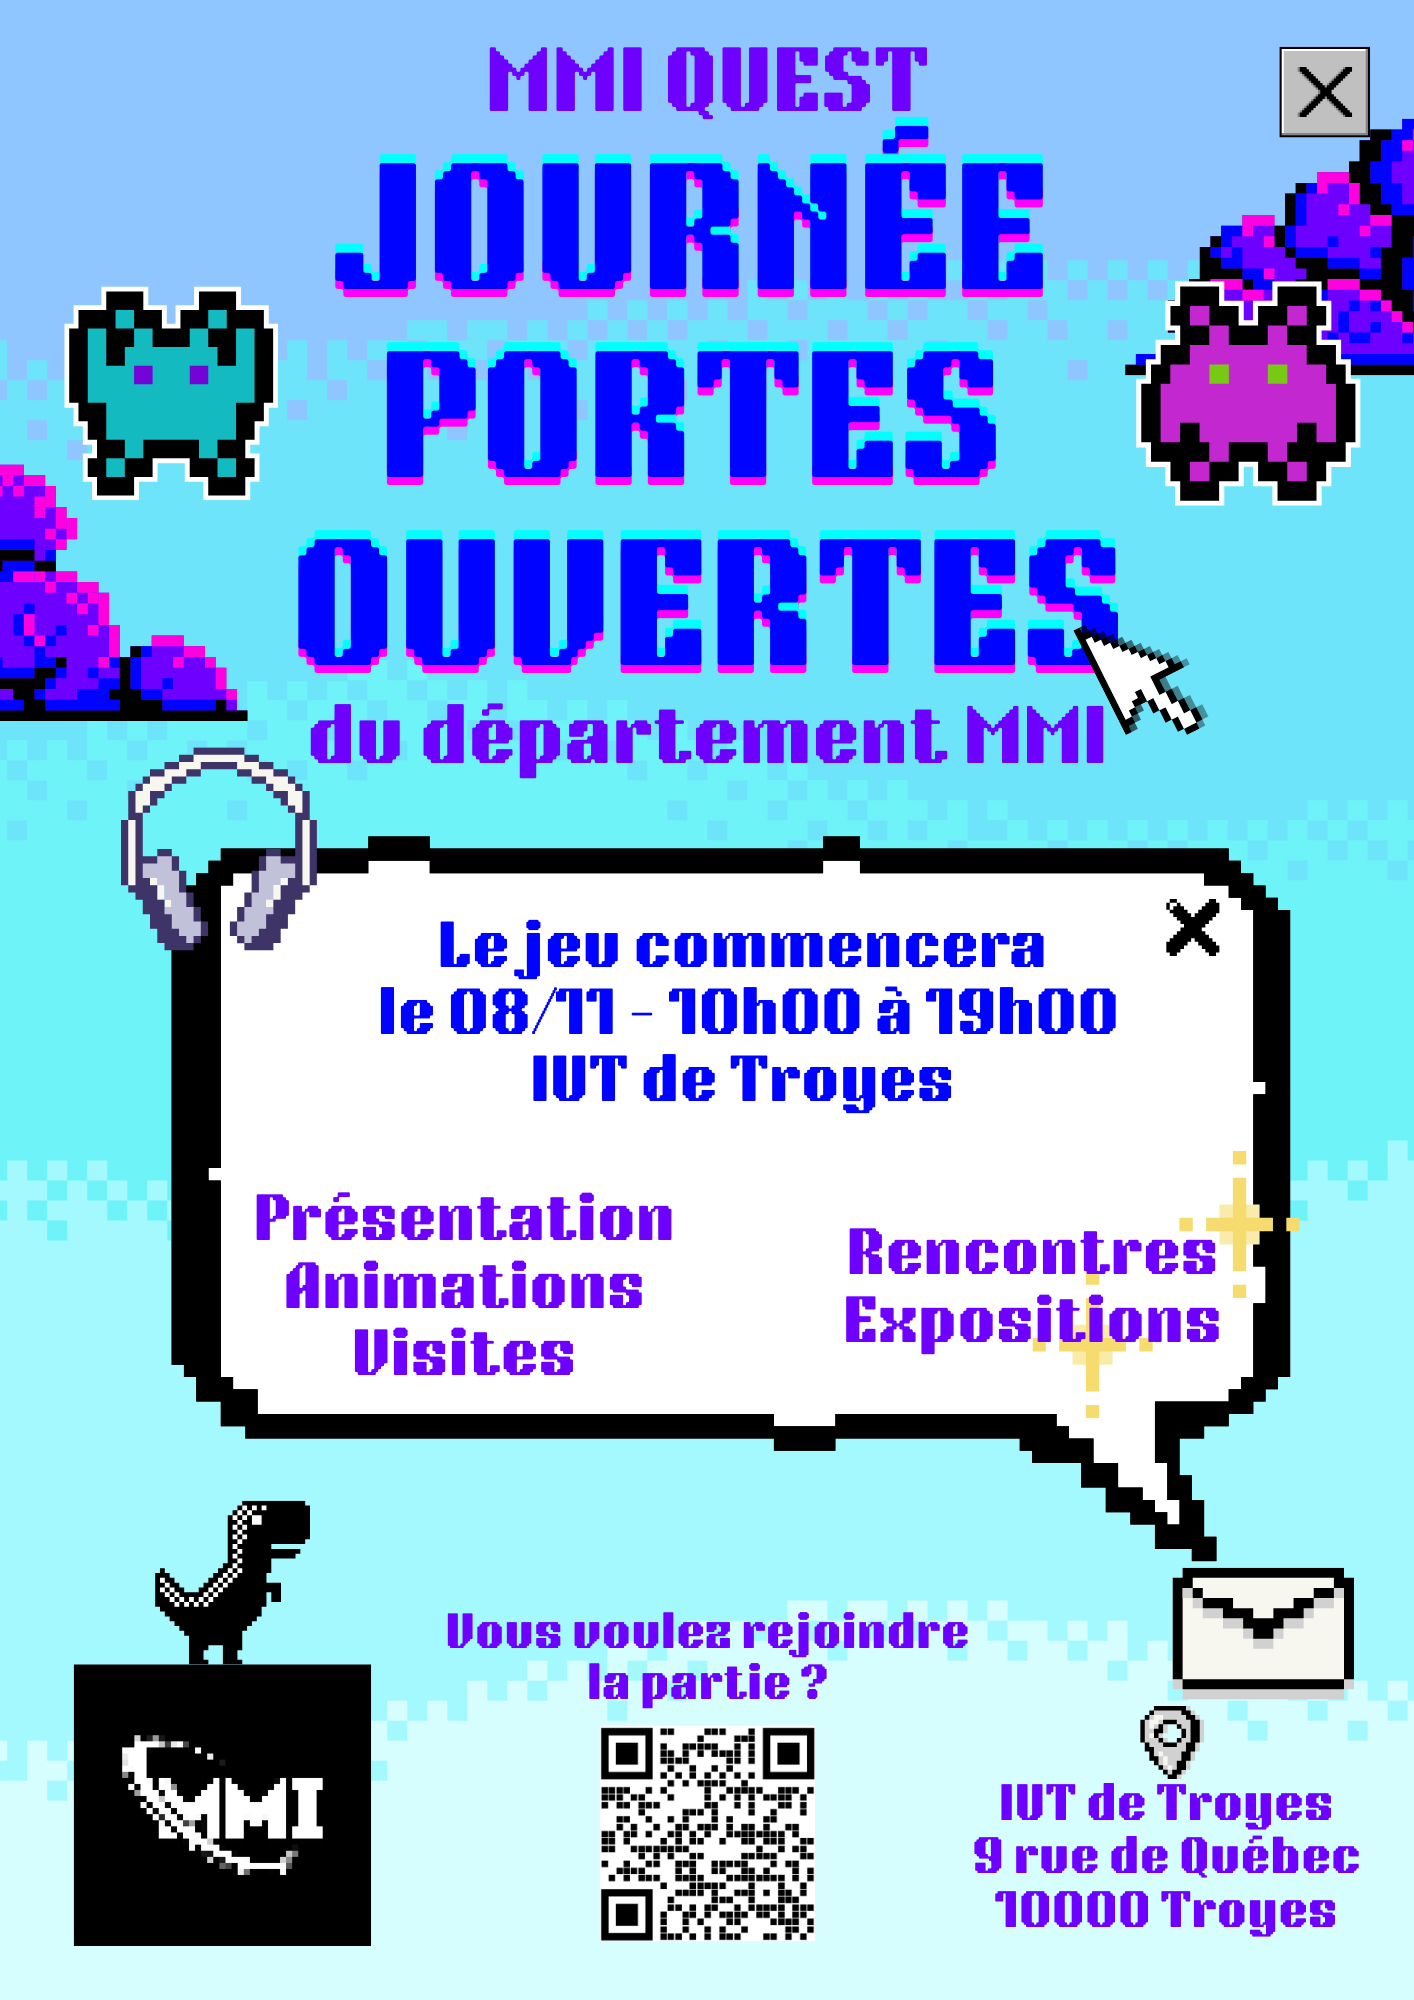 MMI QUEST
JOURNÉE
PORTES
OUVERTES
du département MMI
Le jeu commencera
le 08/11 - 10h00 à 19h00
IUT de Troyes
Présentation
Animations
Visites
Rencontres
Expositions
Vous voulez rejoindre
la partie ?
MMI
IUT de Troyes
9 rue de Québec
10000 Troyes